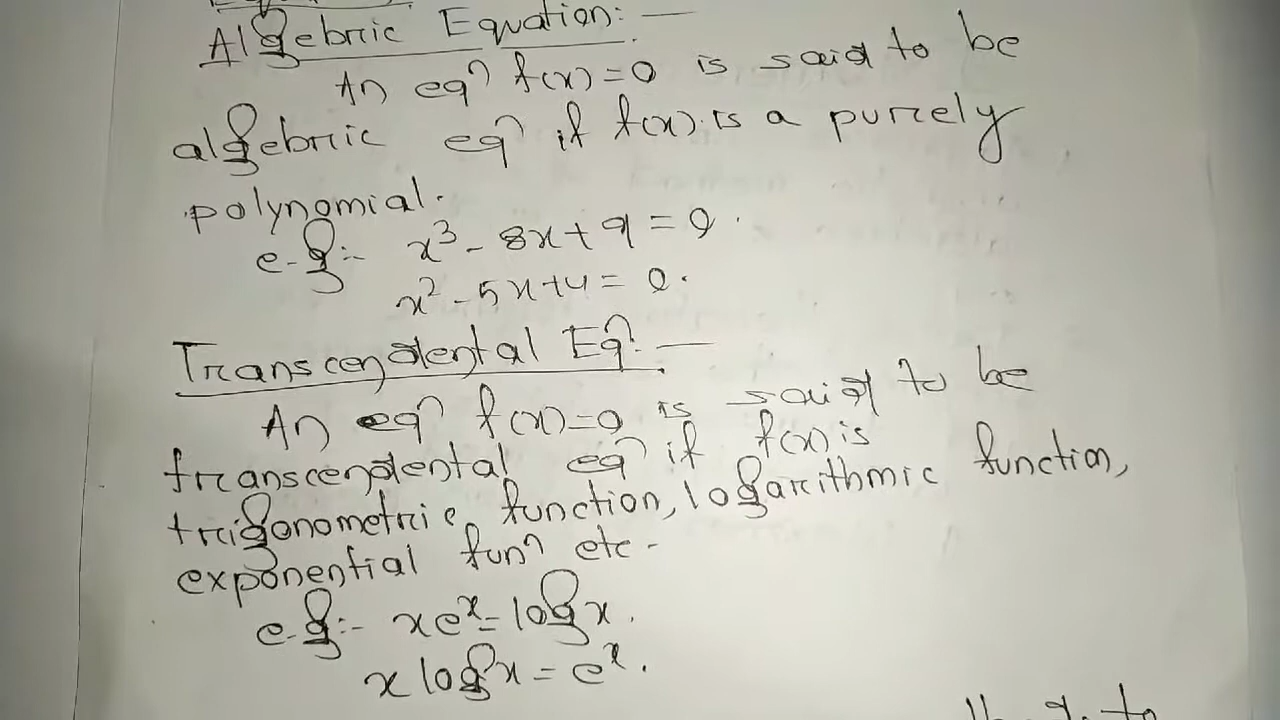 Algebric Equation:-
An eqn f(x)=0 is said to be
algebric eqn if f(x) is a purely
polynomial.
e.g:- x³ - 8x + 9 = 0.
x² - 5x + 4 = 0.
Transcendental Eqn:-
An eqn f(x)=0 is said to be
transcendental eqn if f(x) is
trigonometric function, logarithmic function,
exponential funn etc.
e.g:- xeˣ = log x.
x log x = eˣ.
to